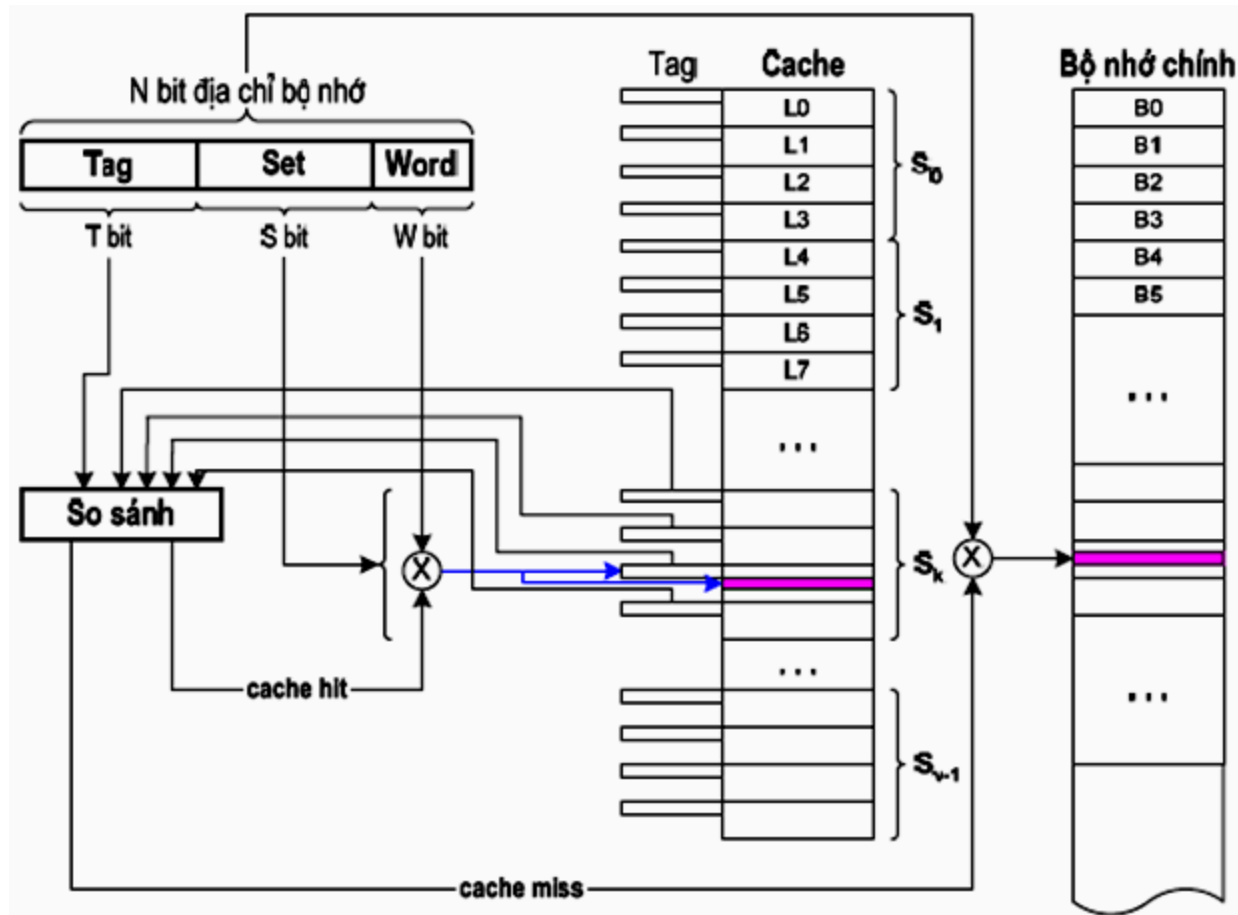 N bit địa chỉ bộ nhớ
Tag Set Word
T bit S bit W bit
So sánh
cache hit
cache miss
Tag Cache
L0
L1
L2
L3
L4
L5
L6
L7
. . .
. . .
S₀
S₁
Sₖ
Sᵥ₋₁
X
X
Bộ nhớ chính
B0
B1
B2
B3
B4
B5
. . .
. . .